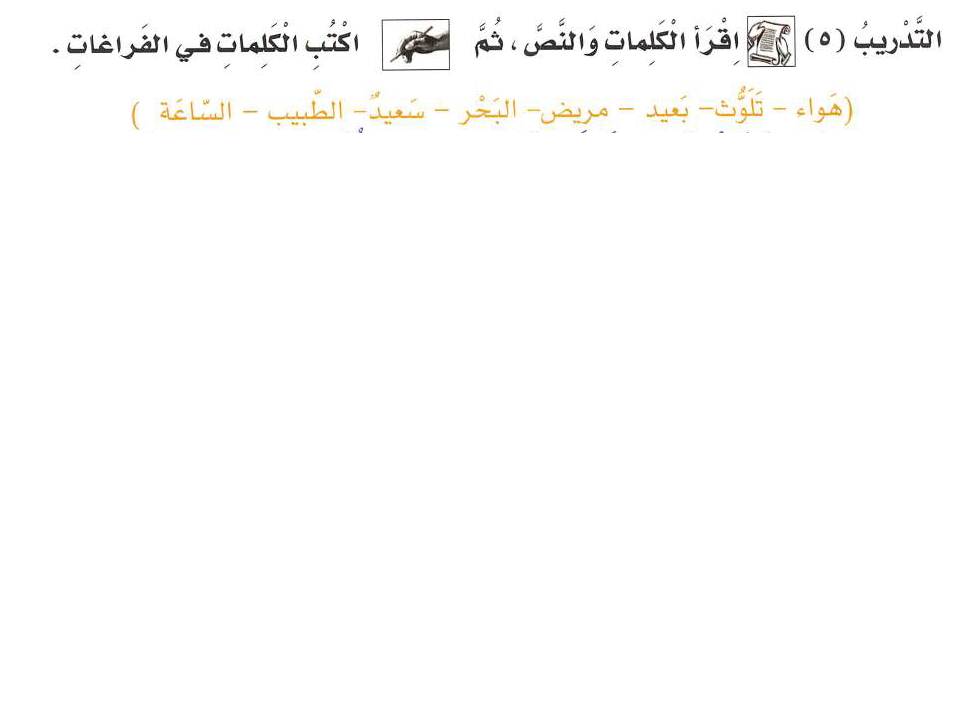 التَّدْريبُ (٥) اِقْرَأ الْكَلِماتِ وَالنَّصَّ ، ثُمَّ اكْتُبِ الْكَلِماتِ في الفَراغاتِ .
(هَواء - تَلَوُّث- بَعيد - مريض- البَحْر - سَعيدٌ- الطّبيب - السّاعَة )